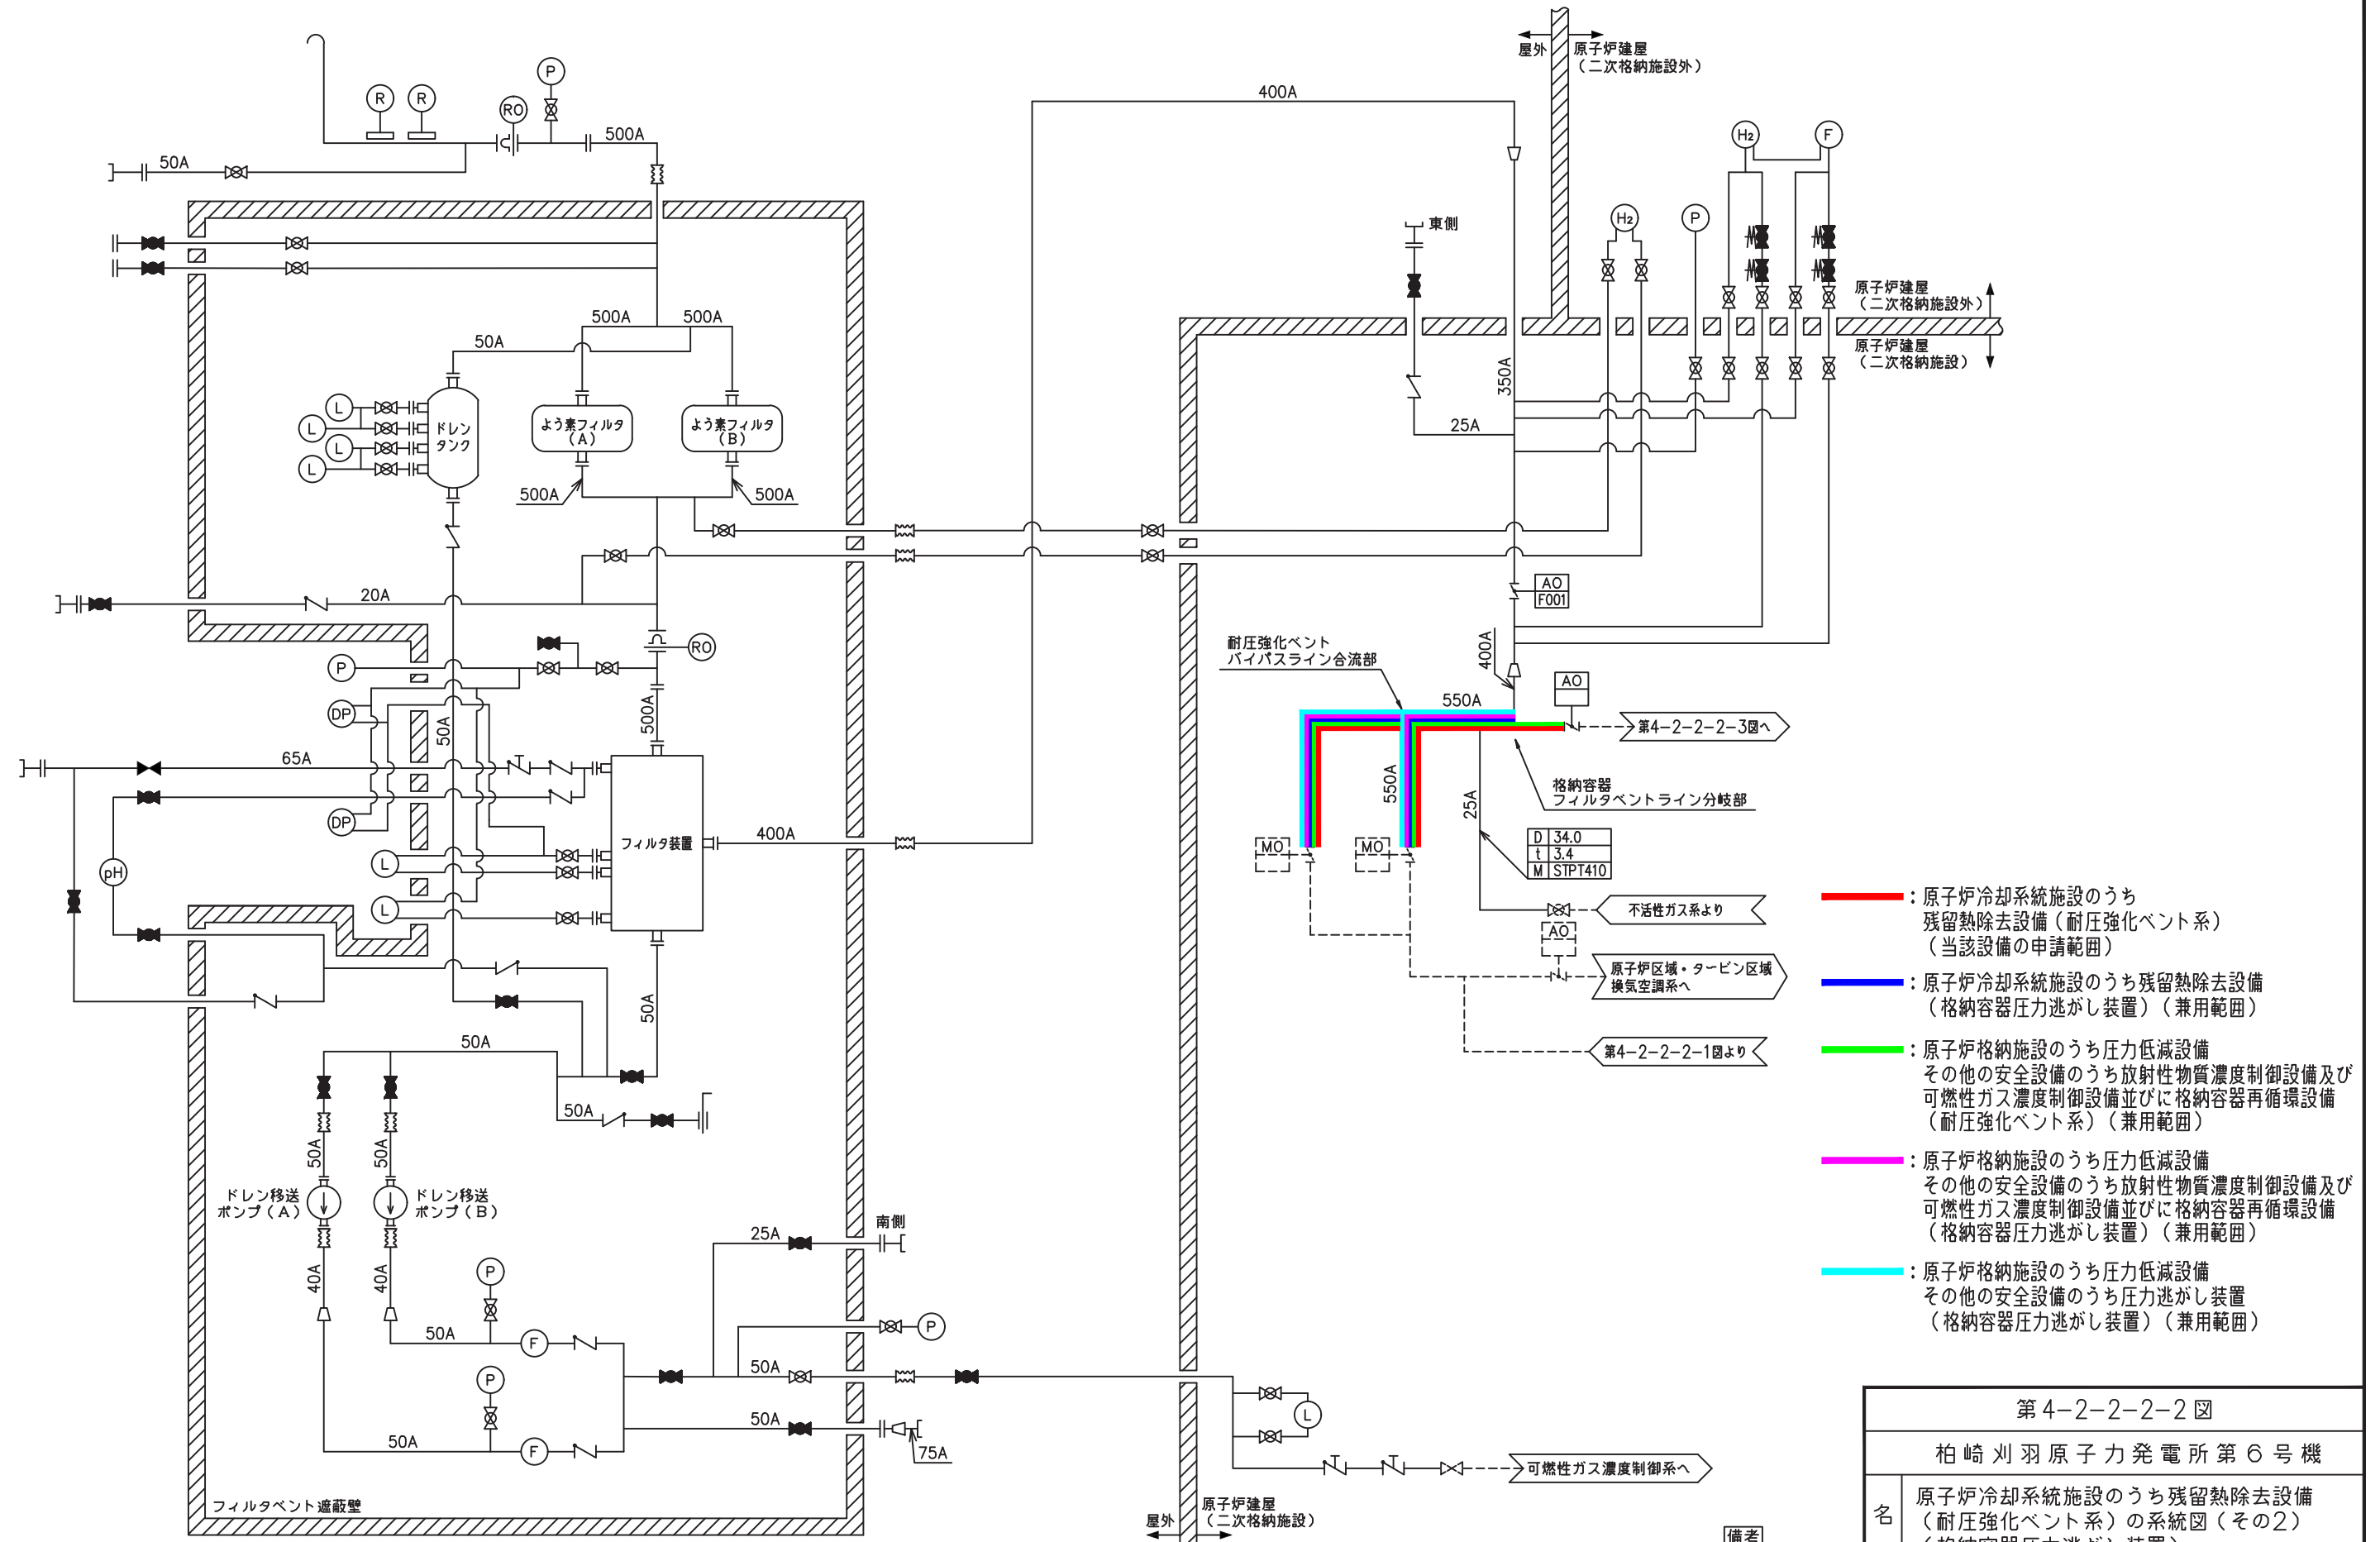 屋外
原子炉建屋
（二次格納施設外）
400A
P
R
R
RO
500A
50A
H2
F
H2
P
東側
原子炉建屋
（二次格納施設外）
原子炉建屋
（二次格納施設）
500A
500A
50A
350A
L
L
L
L
ドレン
タンク
よう素フィルタ
（A）
よう素フィルタ
（B）
25A
500A
500A
20A
AO
F001
RO
P
耐圧強化ベント
バイパスライン合流部
400A
AO
DP
500A
50A
550A
第4-2-2-2-3図へ
65A
550A
25A
格納容器
フィルタベントライン分岐部
DP
フィルタ装置
400A
D 34.0
t 3.4
M STPT410
MO
MO
L
pH
L
不活性ガス系より
AO
原子炉区域・タービン区域
換気空調系へ
50A
50A
第4-2-2-2-1図より
50A
：原子炉冷却系統施設のうち
残留熱除去設備（耐圧強化ベント系）
（当該設備の申請範囲）
：原子炉冷却系統施設のうち残留熱除去設備
（格納容器圧力逃がし装置）（兼用範囲）
：原子炉格納施設のうち圧力低減設備
その他の安全設備のうち放射性物質濃度制御設備及び
可燃性ガス濃度制御設備並びに格納容器再循環設備
（耐圧強化ベント系）（兼用範囲）
：原子炉格納施設のうち圧力低減設備
その他の安全設備のうち放射性物質濃度制御設備及び
可燃性ガス濃度制御設備並びに格納容器再循環設備
（格納容器圧力逃がし装置）（兼用範囲）
：原子炉格納施設のうち圧力低減設備
その他の安全設備のうち圧力逃がし装置
（格納容器圧力逃がし装置）（兼用範囲）
50A
50A
ドレン移送
ポンプ（A）
ドレン移送
ポンプ（B）
南側
25A
40A
40A
P
P
50A
F
50A
P
L
50A
50A
F
75A
可燃性ガス濃度制御系へ
フィルタベント遮蔽壁
屋外
原子炉建屋
（二次格納施設）
備考
第4-2-2-2-2図
柏崎刈羽原子力発電所第6号機
名
原子炉冷却系統施設のうち残留熱除去設備
（耐圧強化ベント系）の系統図（その2）
（格納容器圧力逃がし装置）